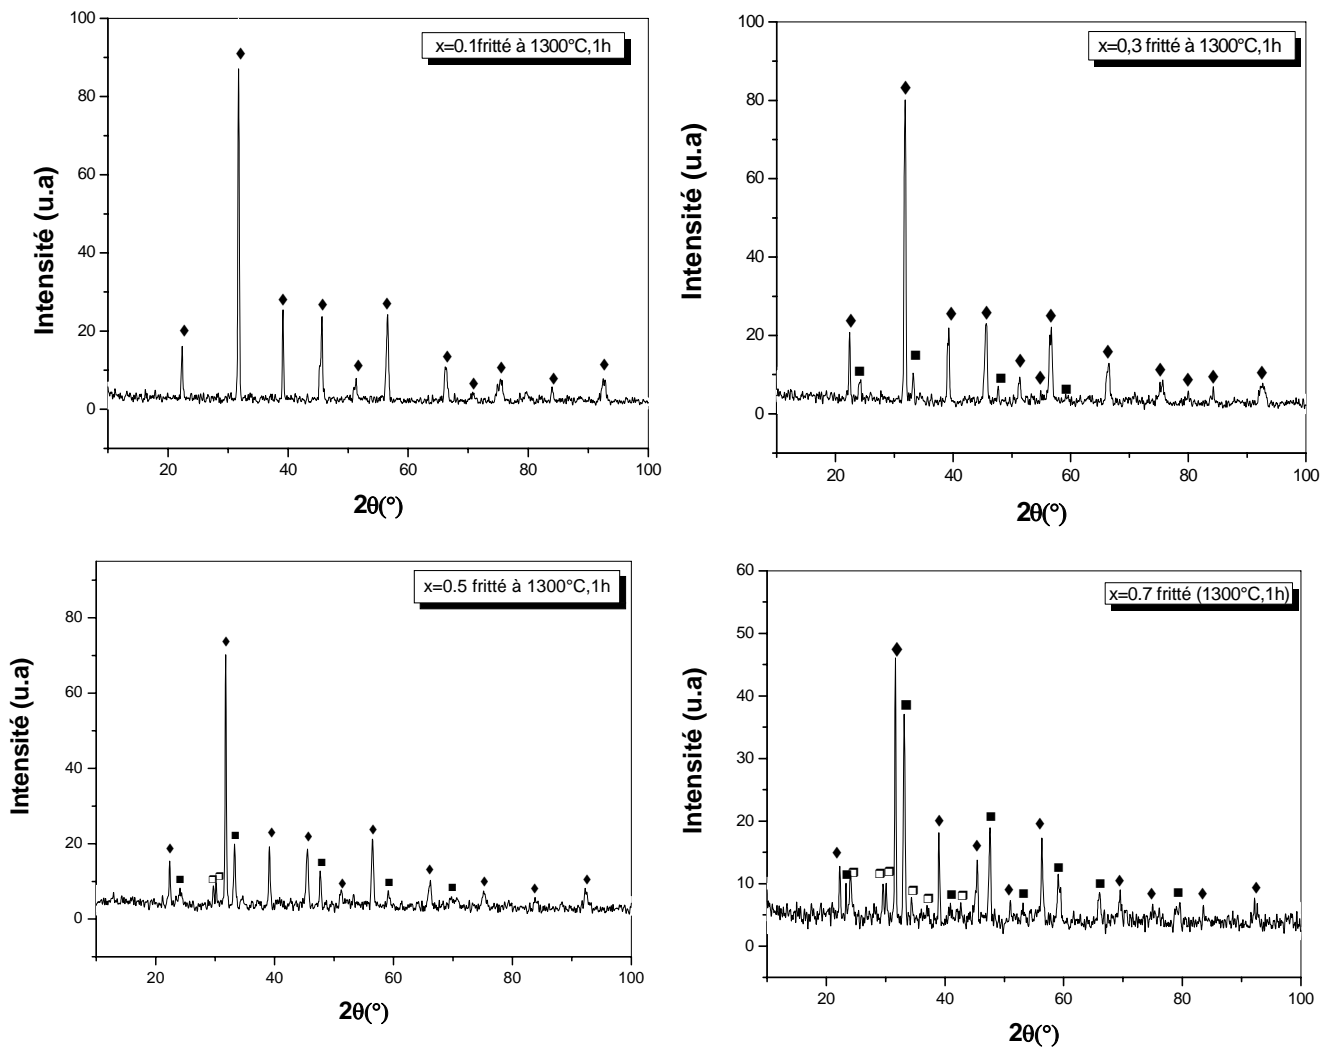 x=0.1fritté à 1300°C,1h
100
80
60
40
20
0
Intensité (u.a)
20 40 60 80 100
2θ(°)
x=0,3 fritté à 1300°C,1h
100
80
60
40
20
0
Intensité (u.a)
20 40 60 80 100
2θ(°)
x=0.5 fritté à 1300°C,1h
80
60
40
20
0
Intensité (u.a)
20 40 60 80 100
2θ(°)
x=0.7 fritté (1300°C,1h)
60
50
40
30
20
10
0
Intensité (u.a)
20 40 60 80 100
2θ(°)